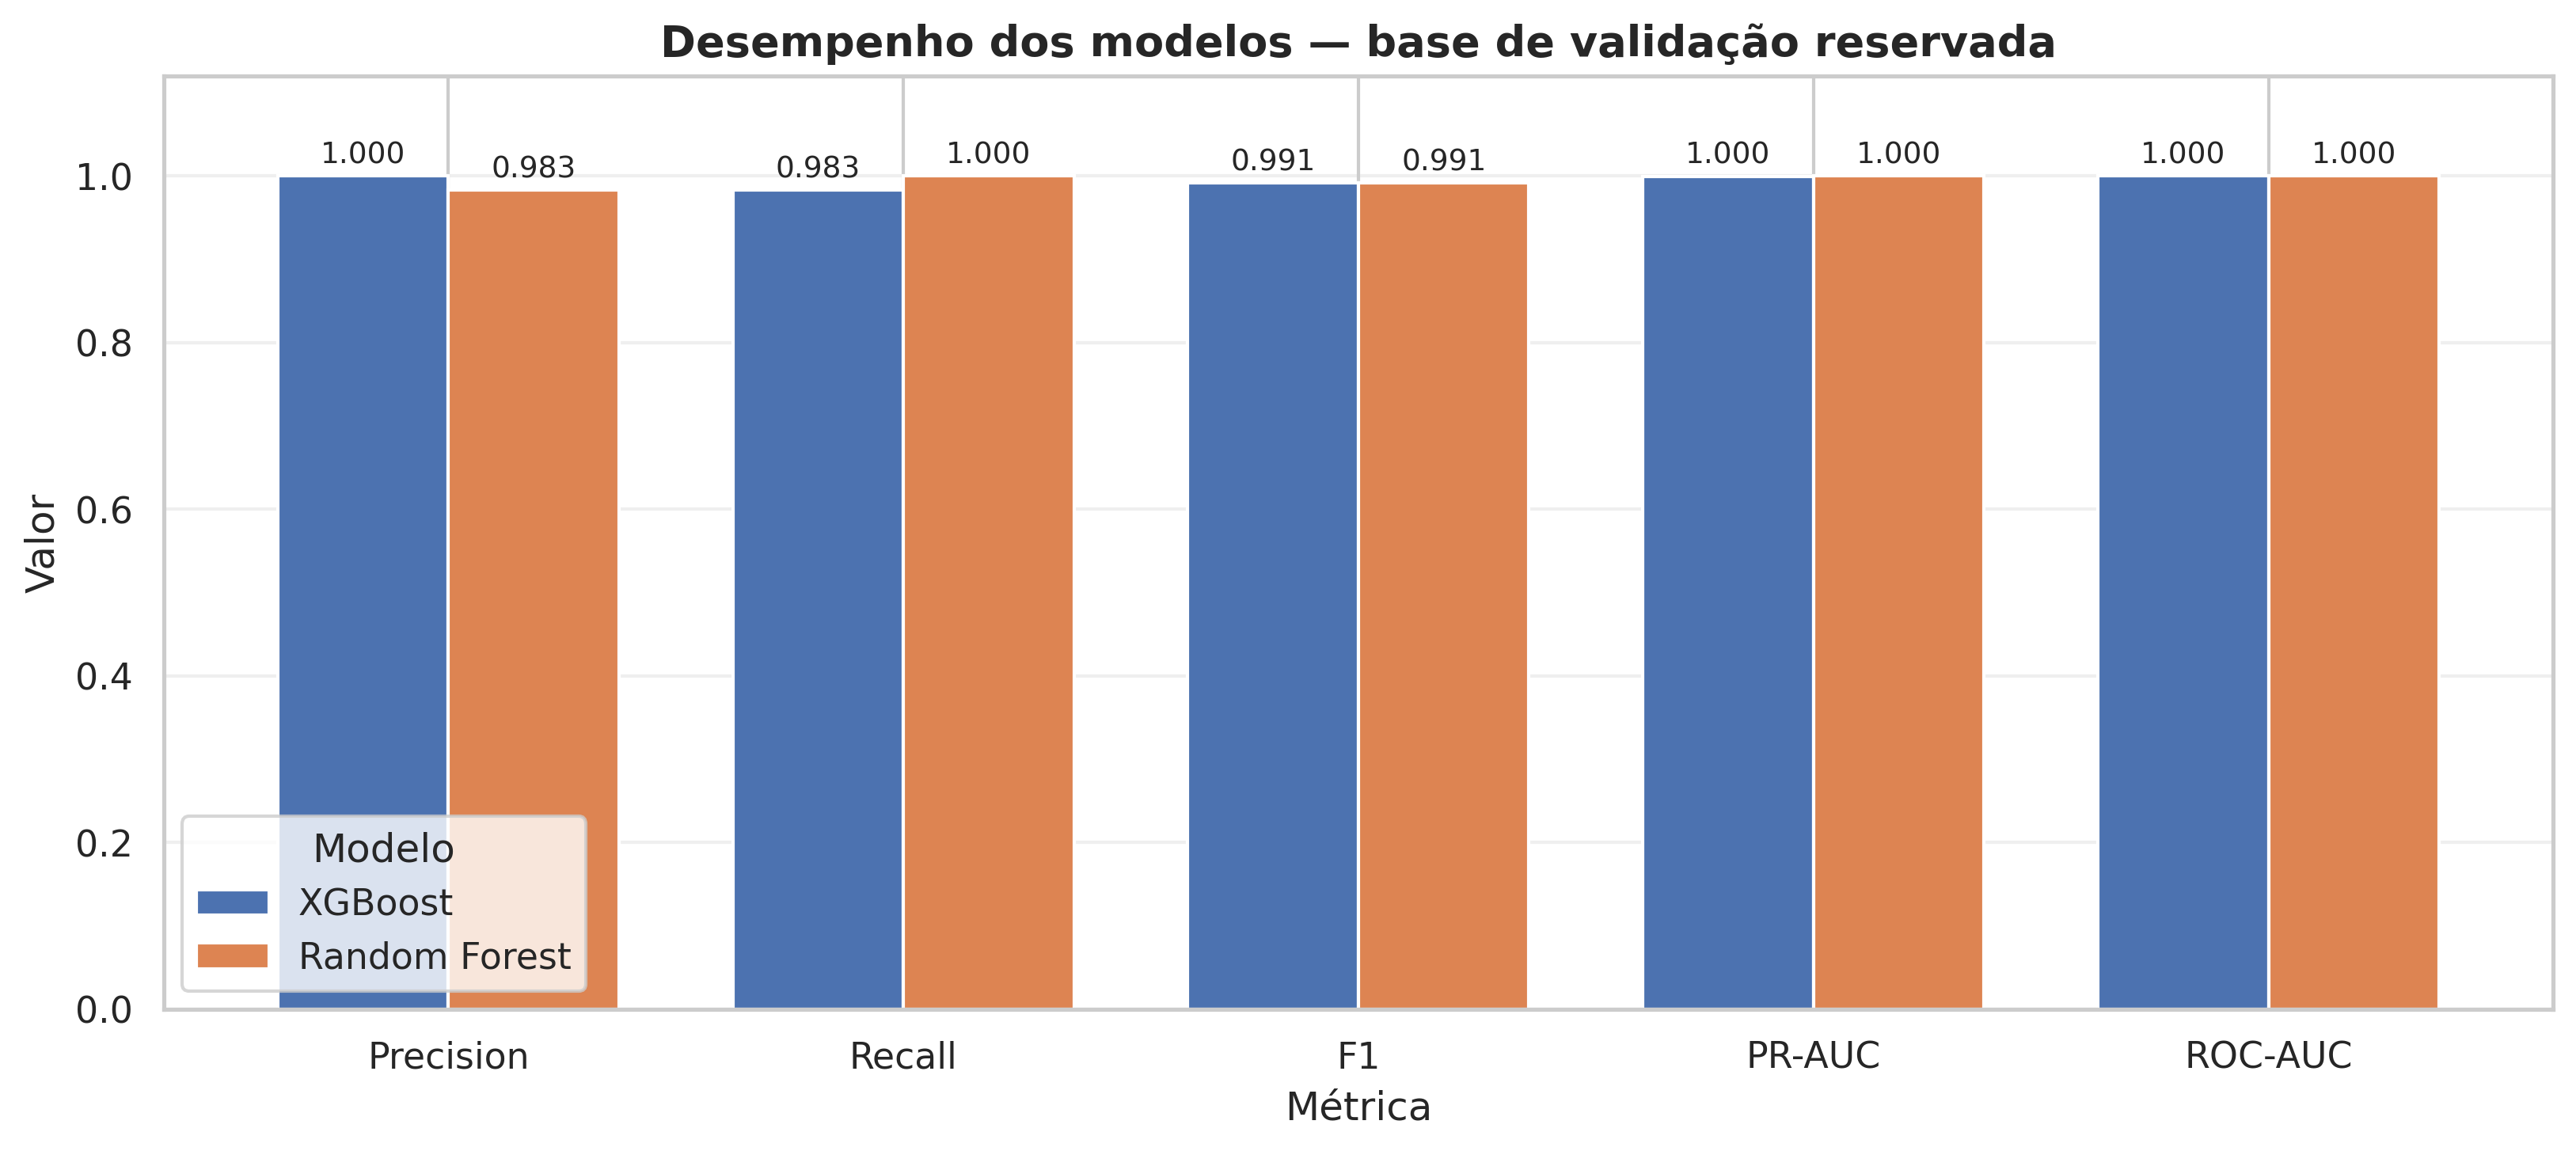 Desempenho dos modelos — base de validação reservada
1.000 0.983 0.983 1.000 0.991 0.991 1.000 1.000 1.000 1.000
1.0
0.8
0.6
0.4
0.2
0.0
Valor
Modelo
XGBoost
Random Forest
Precision Recall F1 PR-AUC ROC-AUC
Métrica